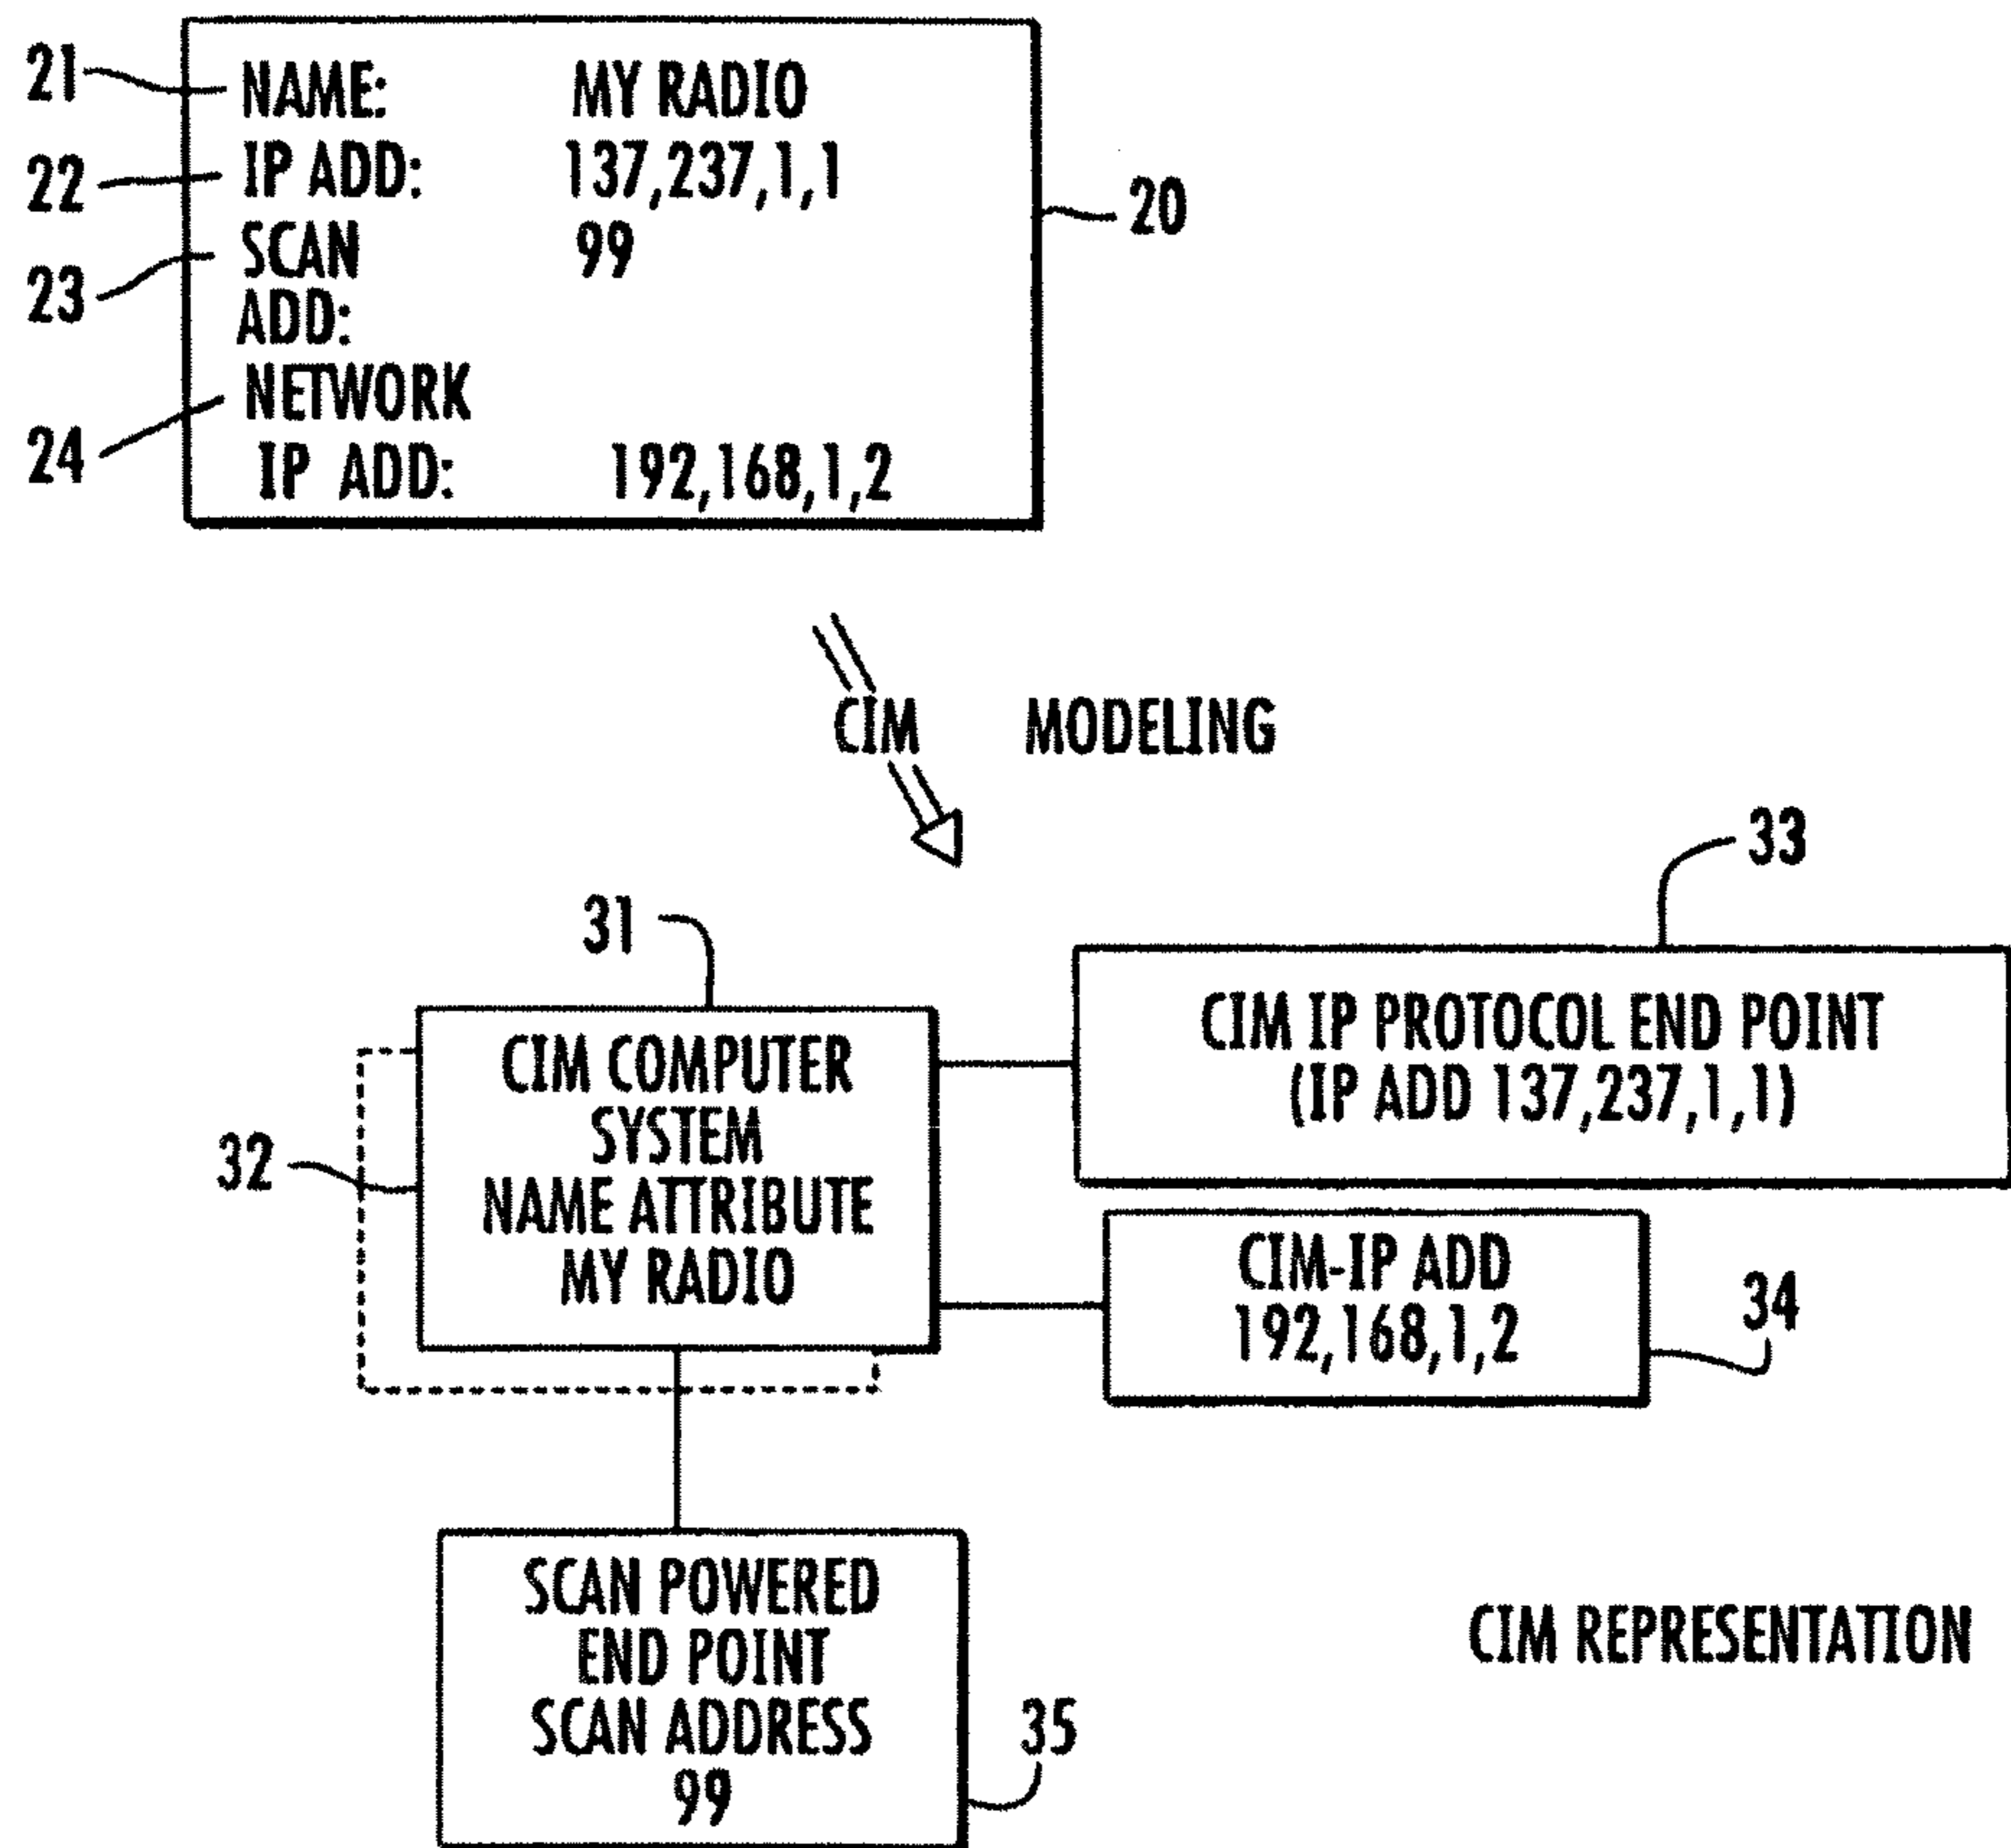 21 NAME: MY RADIO
22 IP ADD: 137,237,1,1
20
23 SCAN 99
ADD:
24 NETWORK
IP ADD: 192,168,1,2
CIM MODELING
33
31
CIM IP PROTOCOL END POINT
(IP ADD 137,237,1,1)
32
CIM COMPUTER
SYSTEM
NAME ATTRIBUTE
MY RADIO
CIM-IP ADD
192,168,1,2
34
SCAN POWERED
END POINT
SCAN ADDRESS
99
35
CIM REPRESENTATION